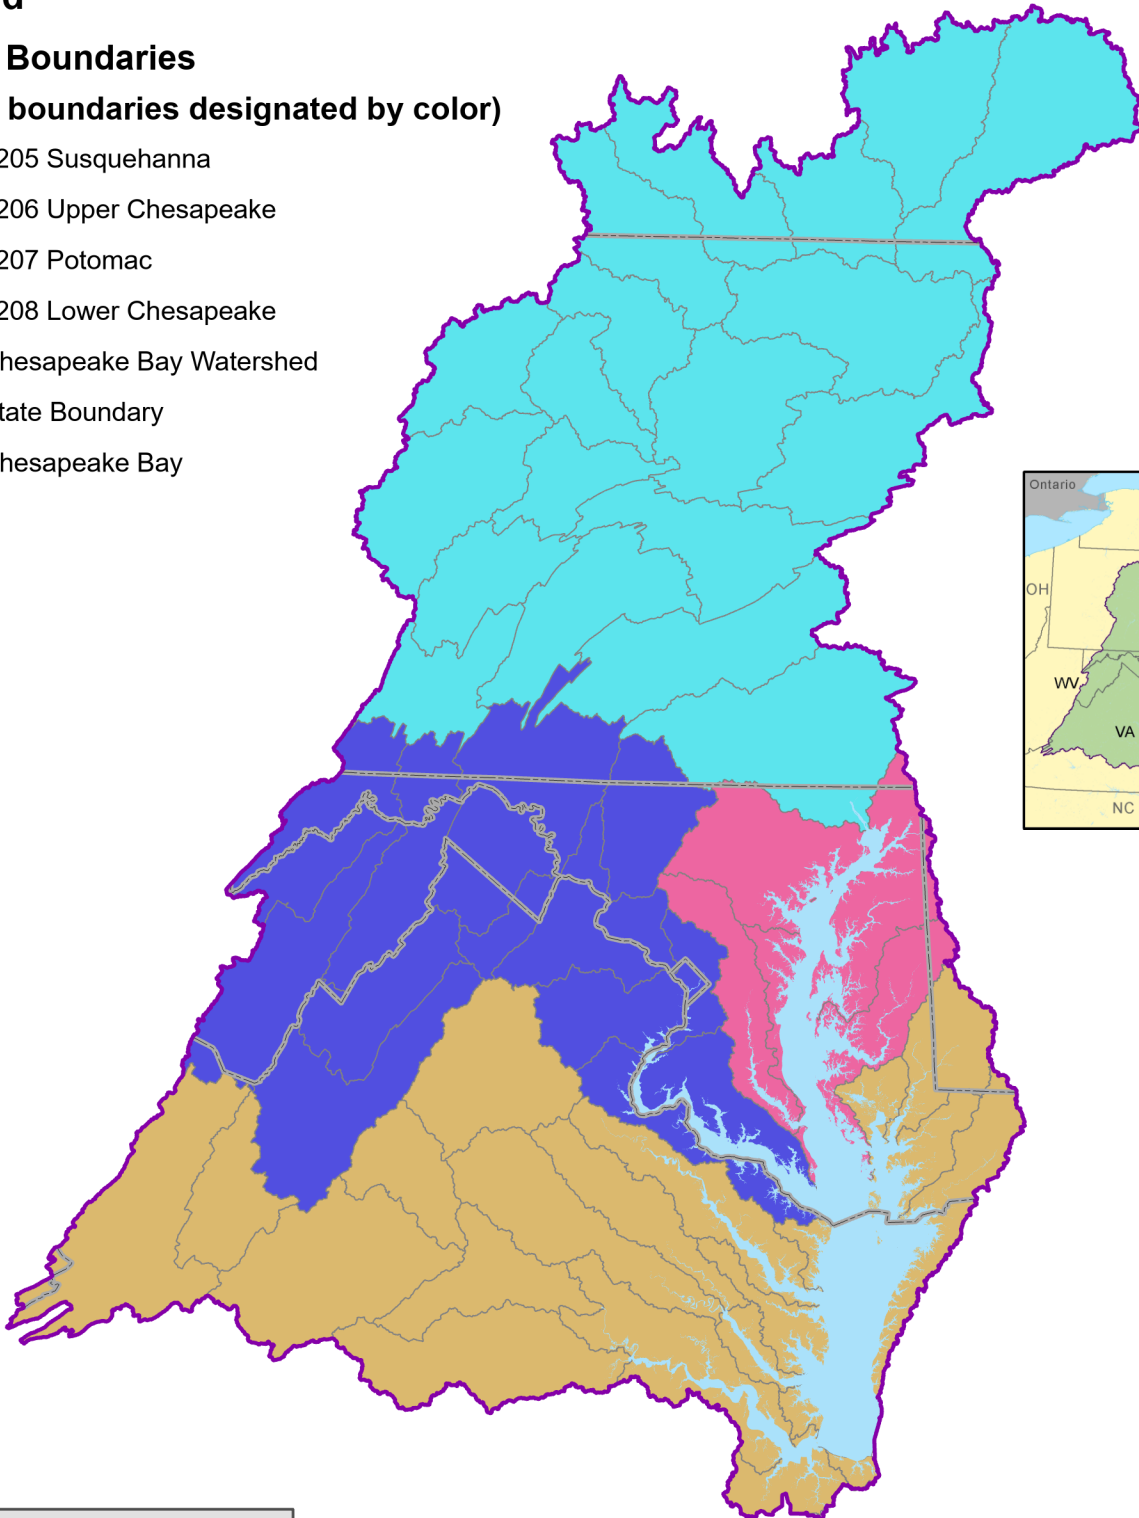 d
Boundaries
boundaries designated by color)
205 Susquehanna
206 Upper Chesapeake
207 Potomac
208 Lower Chesapeake
hesapeake Bay Watershed
tate Boundary
hesapeake Bay
Ontario
OH
WV
VA
NC